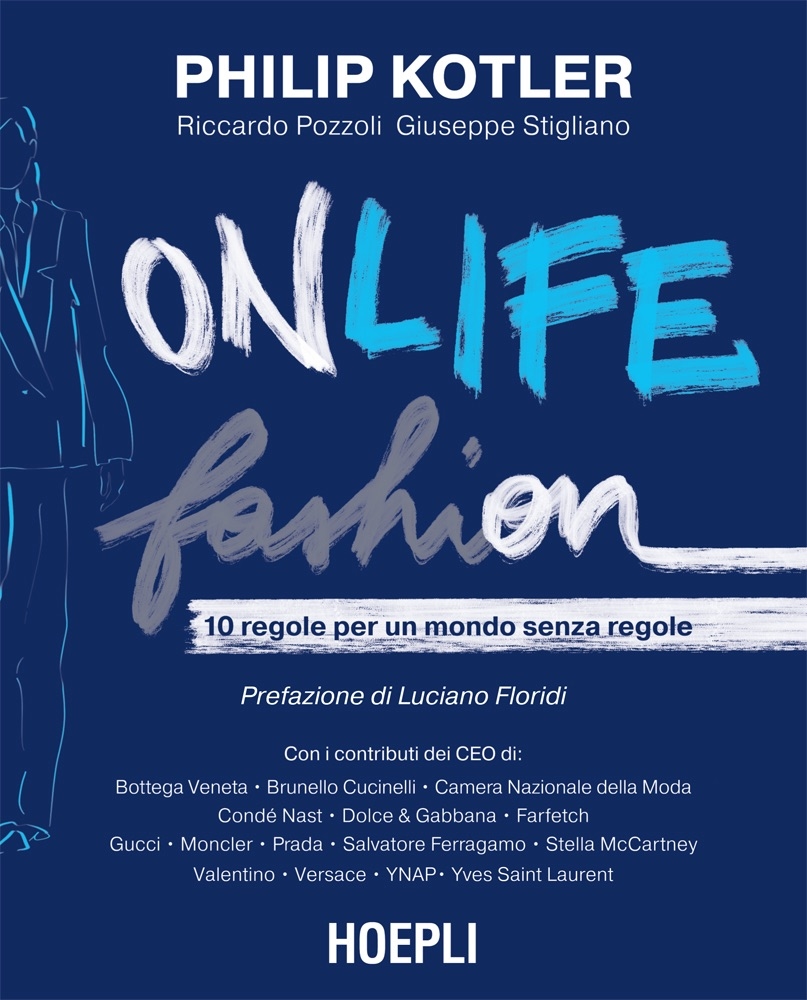 PHILIP KOTLER
Riccardo Pozzoli Giuseppe Stigliano
ONLIFE
fashion
10 regole per un mondo senza regole
Prefazione di Luciano Floridi
Con i contributi dei CEO di:
Bottega Veneta • Brunello Cucinelli • Camera Nazionale della Moda
Condé Nast • Dolce & Gabbana • Farfetch
Gucci • Moncler • Prada • Salvatore Ferragamo • Stella McCartney
Valentino • Versace • YNAP• Yves Saint Laurent
HOEPLI